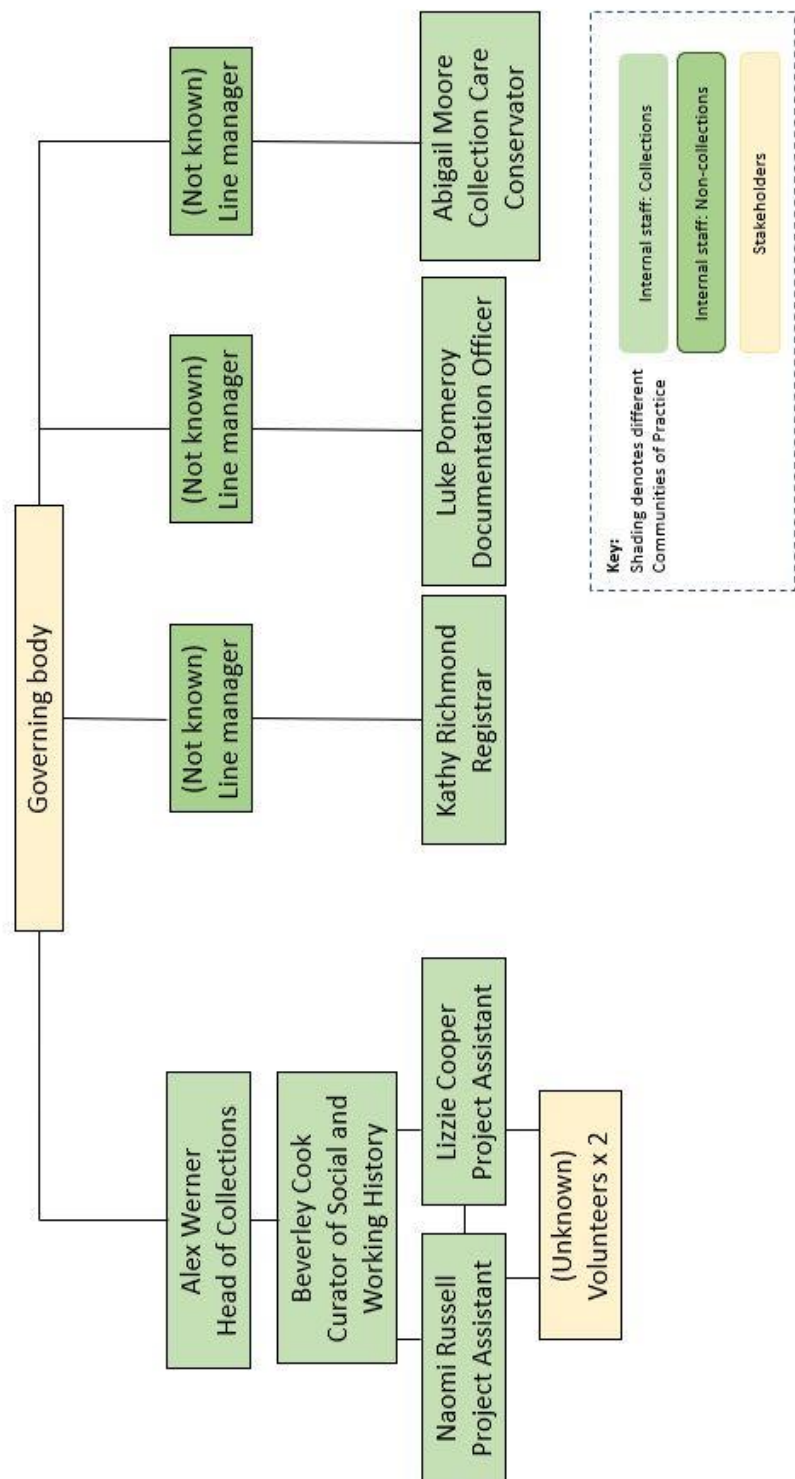 Governing body
Alex Werner
Head of Collections
(Not known)
Line manager
(Not known)
Line manager
(Not known)
Line manager
Beverley Cook
Curator of Social and
Working History
Naomi Russell
Project Assistant
Lizzie Cooper
Project Assistant
Kathy Richmond
Registrar
Luke Pomeroy
Documentation Officer
Abigail Moore
Collection Care
Conservator
(Unknown)
Volunteers x 2
Key:
Shading denotes different
Communities of Practice
Internal staff: Collections
Internal staff: Non-collections
Stakeholders